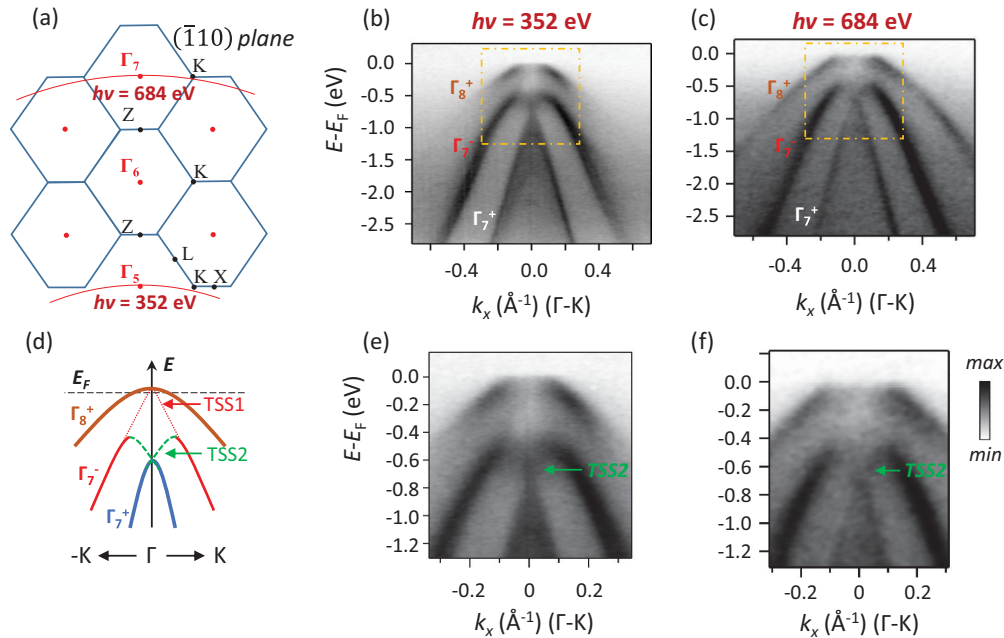 (a)
(1̅10) plane
Γ₇
K
hν = 684 eV
Z
Γ₆
K
Z
L
Γ₅
K X
hν = 352 eV
(b)
hν = 352 eV
E-E_F (eV)
0.0
-0.5
-1.0
-1.5
-2.0
-2.5
Γ₈⁺
Γ₇⁻
Γ₇⁺
-0.4 0.0 0.4
kₓ (Å⁻¹) (Γ-K)
(c)
hν = 684 eV
0.0
-0.5
-1.0
-1.5
-2.0
-2.5
Γ₈⁺
Γ₇⁻
Γ₇⁺
-0.4 0.0 0.4
kₓ (Å⁻¹) (Γ-K)
(d)
E
E_F
Γ₈⁺
TSS1
TSS2
Γ₇⁻
Γ₇⁺
-K Γ K
(e)
E-E_F (eV)
0.0
-0.2
-0.4
-0.6
-0.8
-1.0
-1.2
TSS2
-0.2 0.0 0.2
kₓ (Å⁻¹) (Γ-K)
(f)
0.0
-0.2
-0.4
-0.6
-0.8
-1.0
-1.2
TSS2
-0.2 0.0 0.2
kₓ (Å⁻¹) (Γ-K)
max
min